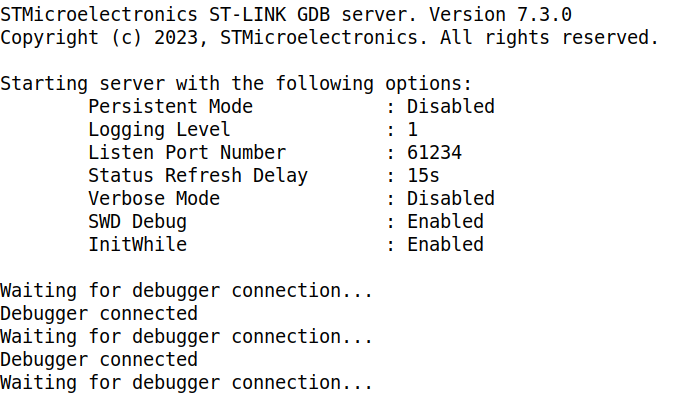 STMicroelectronics ST-LINK GDB server. Version 7.3.0
Copyright (c) 2023, STMicroelectronics. All rights reserved.

Starting server with the following options:
        Persistent Mode            : Disabled
        Logging Level              : 1
        Listen Port Number         : 61234
        Status Refresh Delay       : 15s
        Verbose Mode               : Disabled
        SWD Debug                  : Enabled
        InitWhile                  : Enabled

Waiting for debugger connection...
Debugger connected
Waiting for debugger connection...
Debugger connected
Waiting for debugger connection...